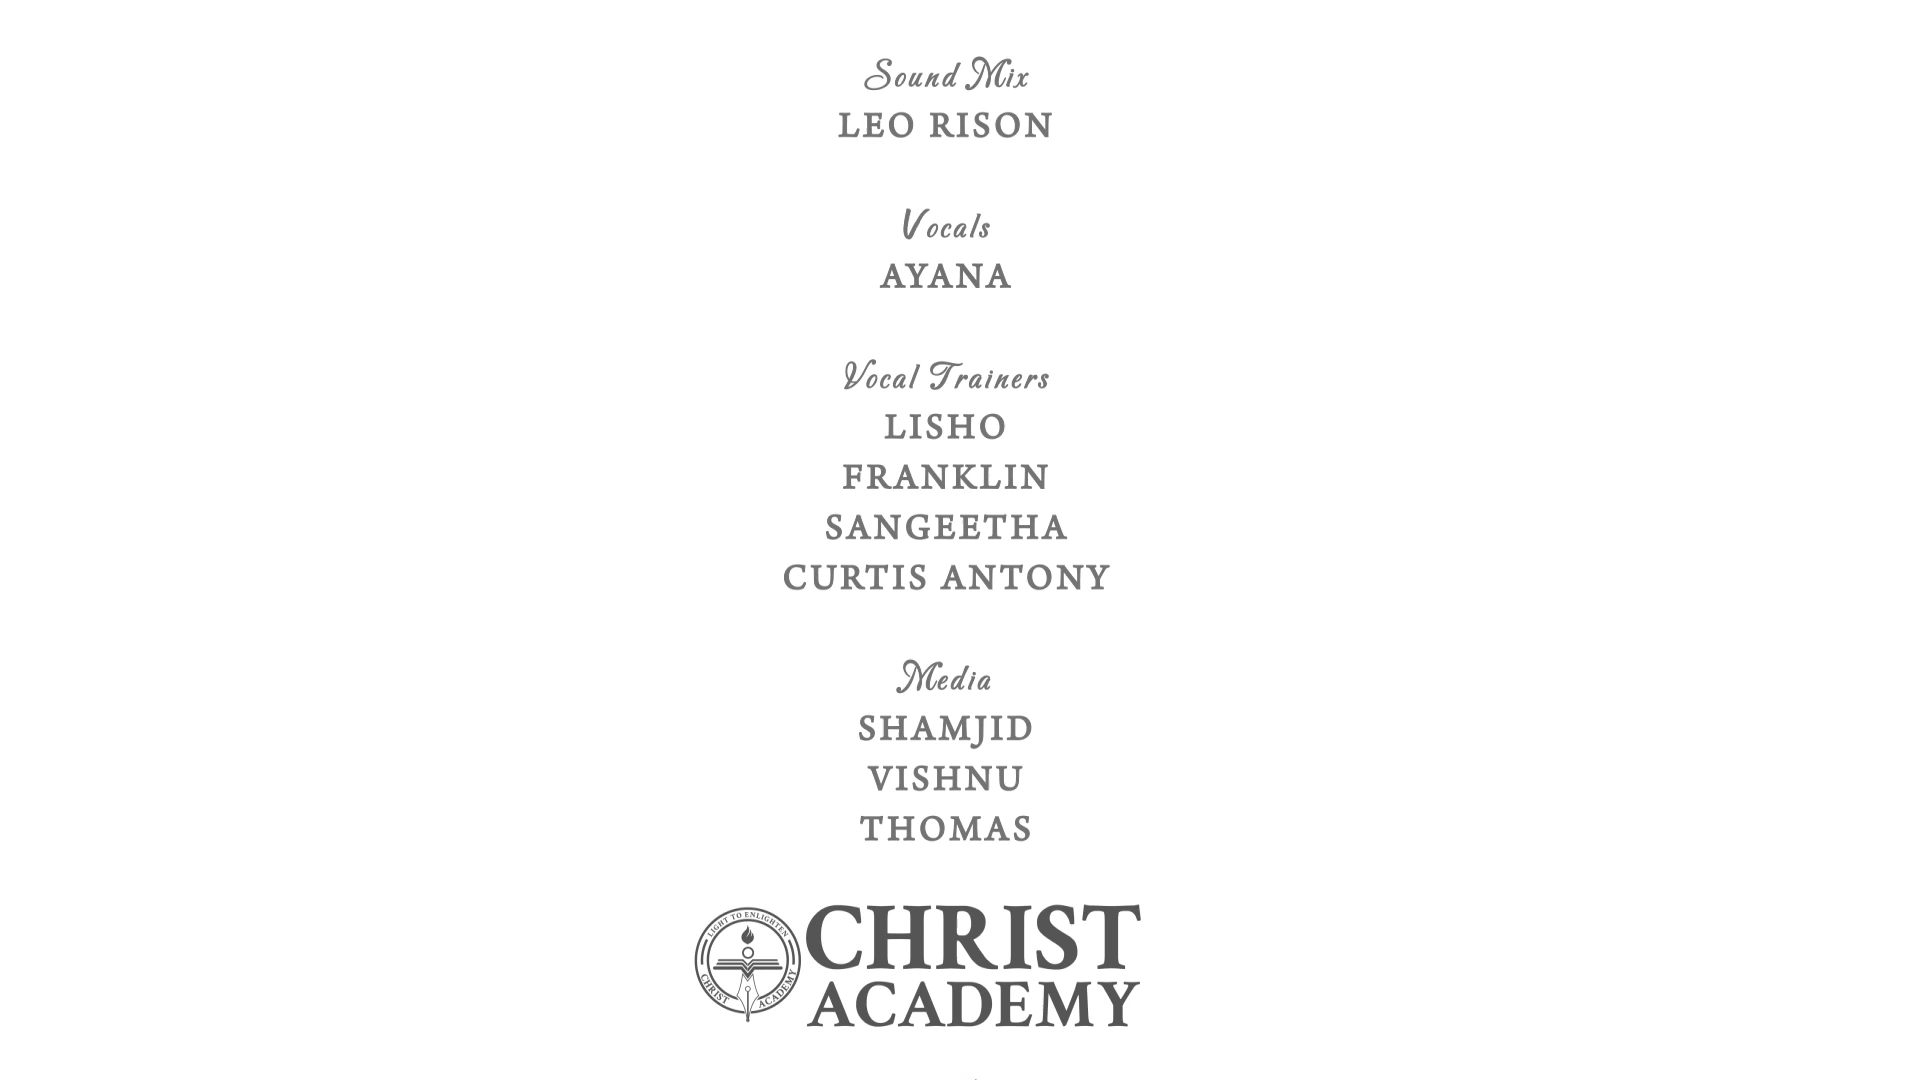 Sound Mix
LEO RISON
Vocals
AYANA
Vocal Trainers
LISHO
FRANKLIN
SANGEETHA
CURTIS ANTONY
Media
SHAMJID
VISHNU
THOMAS
LIGHT TO ENLIGHTEN
CHRIST ACADEMY
CHRIST
ACADEMY